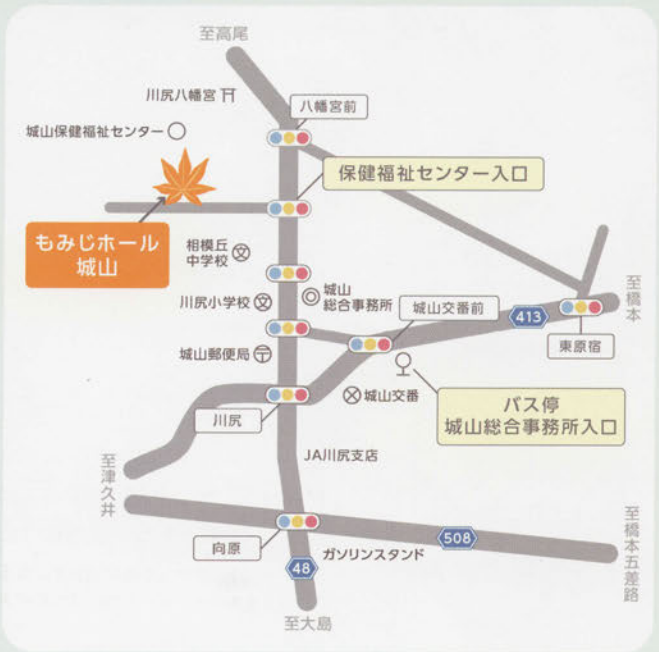 至高尾
川尻八幡宮
八幡宮前
城山保健福祉センター
保健福祉センター入口
もみじホール
城山
相模丘
中学校
文
城山
総合事務所
川尻小学校
文
城山交番前
413
至橋本
東原宿
城山郵便局
〒
城山交番
バス停
城山総合事務所入口
川尻
JA川尻支店
至津久井
向原
508
ガソリンスタンド
48
至橋本五差路
至大島